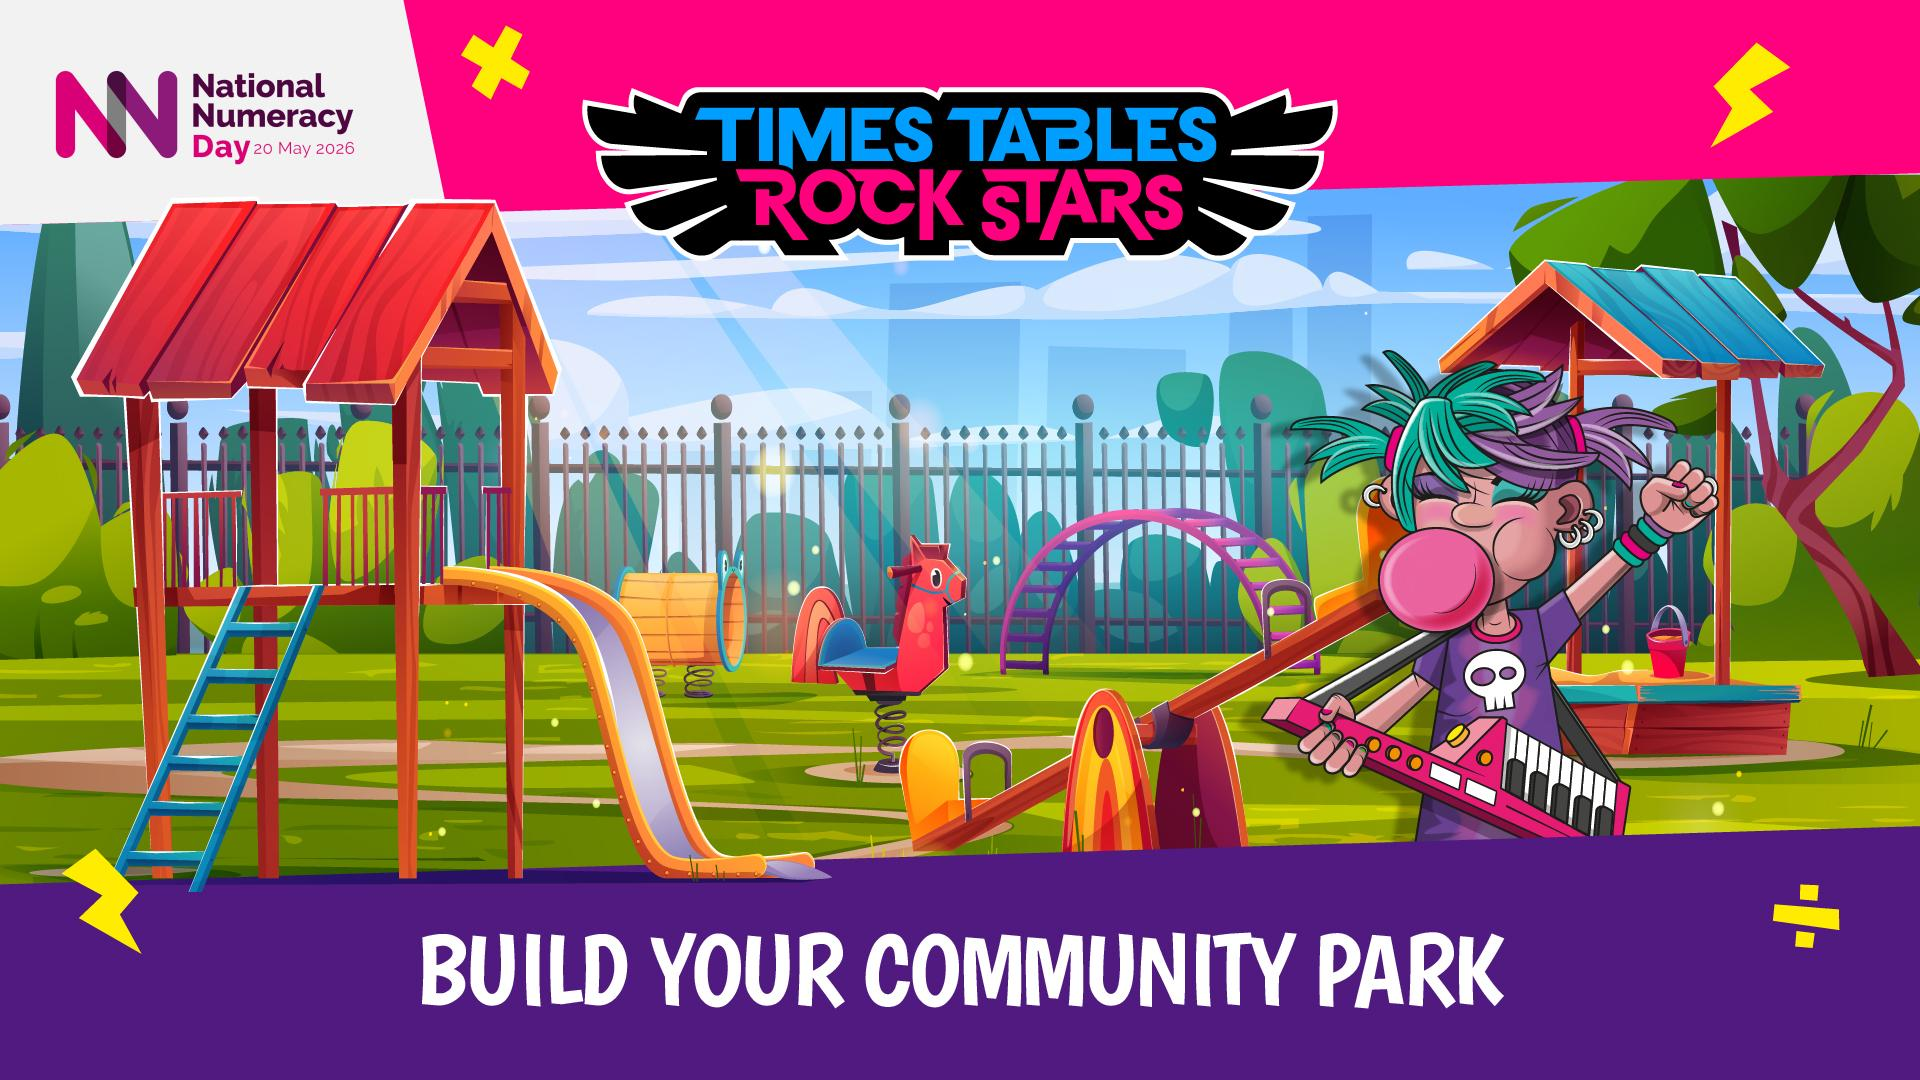 National
Numeracy
Day 20 May 2026
TIMES TABLES
ROCK STARS
BUILD YOUR COMMUNITY PARK